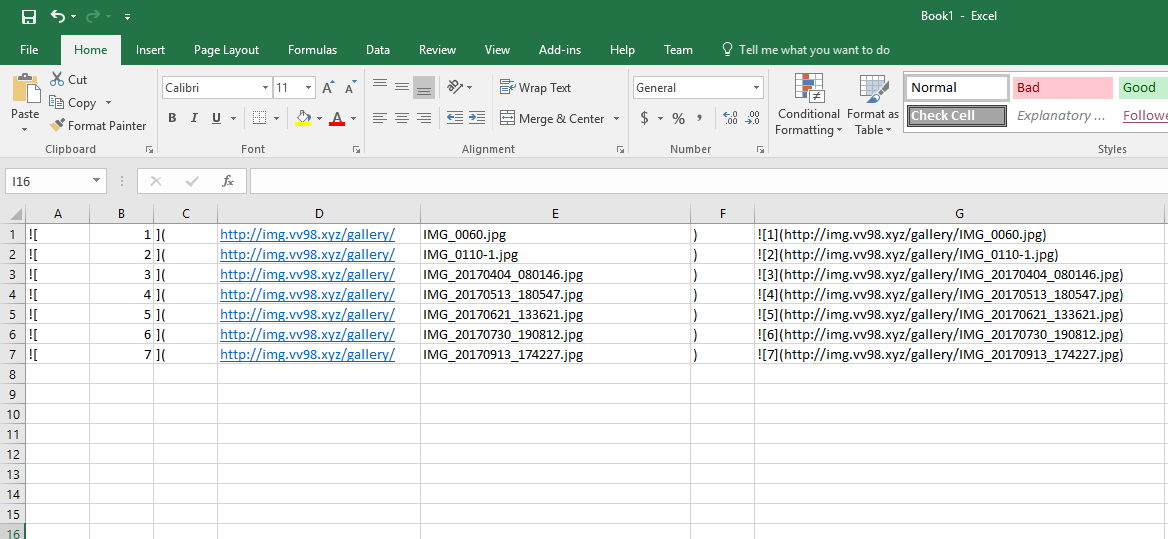 Book1 - Excel
File Home Insert Page Layout Formulas Data Review View Add-ins Help Team Tell me what you want to do
Cut Calibri 11 A A Wrap Text General Normal Bad Good
Copy
Paste Format Painter B I U A Merge & Center $ % , .0 .00 .00 .0 Conditional Formatting Format as Table Check Cell Explanatory ... Followe
Clipboard Font Alignment Number Styles
I16 fx
A B C D E F G
1 ![ 1 ]( http://img.vv98.xyz/gallery/ IMG_0060.jpg ) ![1](http://img.vv98.xyz/gallery/IMG_0060.jpg)
2 ![ 2 ]( http://img.vv98.xyz/gallery/ IMG_0110-1.jpg ) ![2](http://img.vv98.xyz/gallery/IMG_0110-1.jpg)
3 ![ 3 ]( http://img.vv98.xyz/gallery/ IMG_20170404_080146.jpg ) ![3](http://img.vv98.xyz/gallery/IMG_20170404_080146.jpg)
4 ![ 4 ]( http://img.vv98.xyz/gallery/ IMG_20170513_180547.jpg ) ![4](http://img.vv98.xyz/gallery/IMG_20170513_180547.jpg)
5 ![ 5 ]( http://img.vv98.xyz/gallery/ IMG_20170621_133621.jpg ) ![5](http://img.vv98.xyz/gallery/IMG_20170621_133621.jpg)
6 ![ 6 ]( http://img.vv98.xyz/gallery/ IMG_20170730_190812.jpg ) ![6](http://img.vv98.xyz/gallery/IMG_20170730_190812.jpg)
7 ![ 7 ]( http://img.vv98.xyz/gallery/ IMG_20170913_174227.jpg ) ![7](http://img.vv98.xyz/gallery/IMG_20170913_174227.jpg)
8
9
10
11
12
13
14
15
16